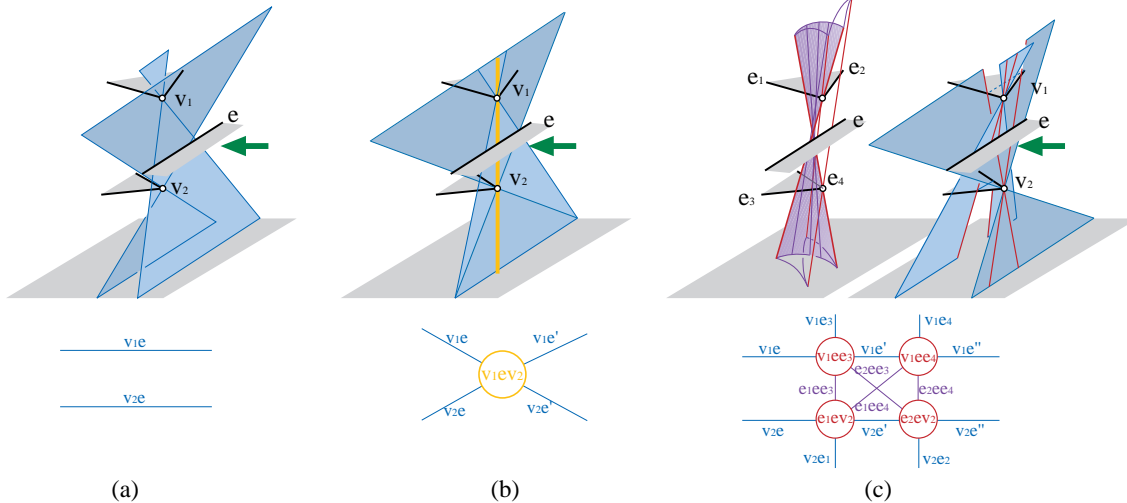 v1
e
v2
v1
e
v2
e1
e2
e3
e4
v1
e
v2
v1e
v2e
v1e
v1e'
v1ev2
v2e
v2e'
v1e3
v1e4
v1e
v1ee3
v1e'
v1ee4
v1e"
e2ee3
e1ee3
e2ee4
e1ee4
e1ev2
e2ev2
v2e
v2e'
v2e"
v2e1
v2e2
(a)
(b)
(c)